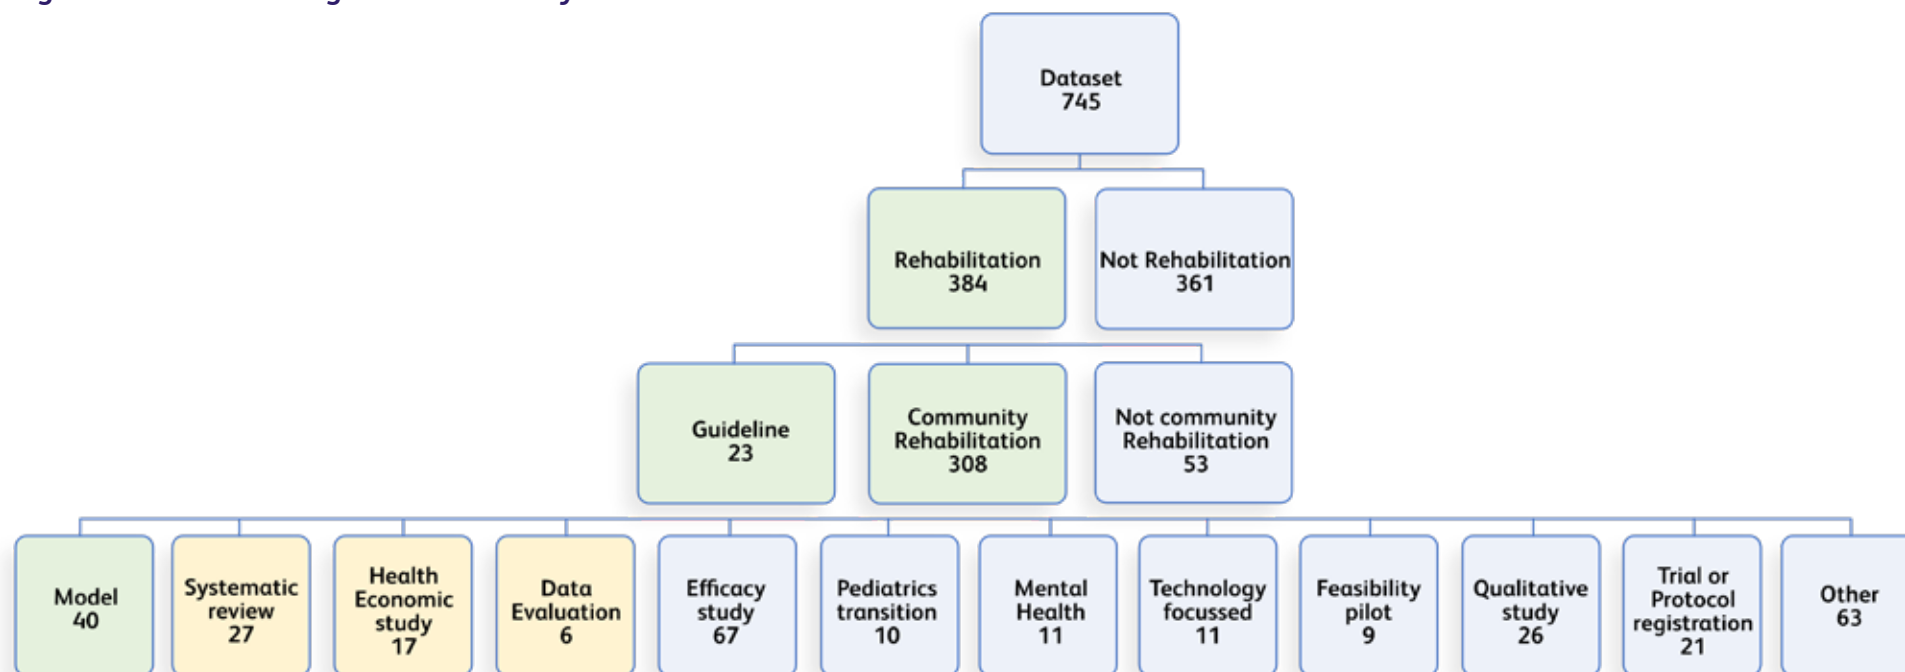 Dataset
745
Rehabilitation
384
Not Rehabilitation
361
Guideline
23
Community
Rehabilitation
308
Not community
Rehabilitation
53
Model
40
Systematic
review
27
Health
Economic
study
17
Data
Evaluation
6
Efficacy
study
67
Pediatrics
transition
10
Mental
Health
11
Technology
focussed
11
Feasibility
pilot
9
Qualitative
study
26
Trial or
Protocol
registration
21
Other
63